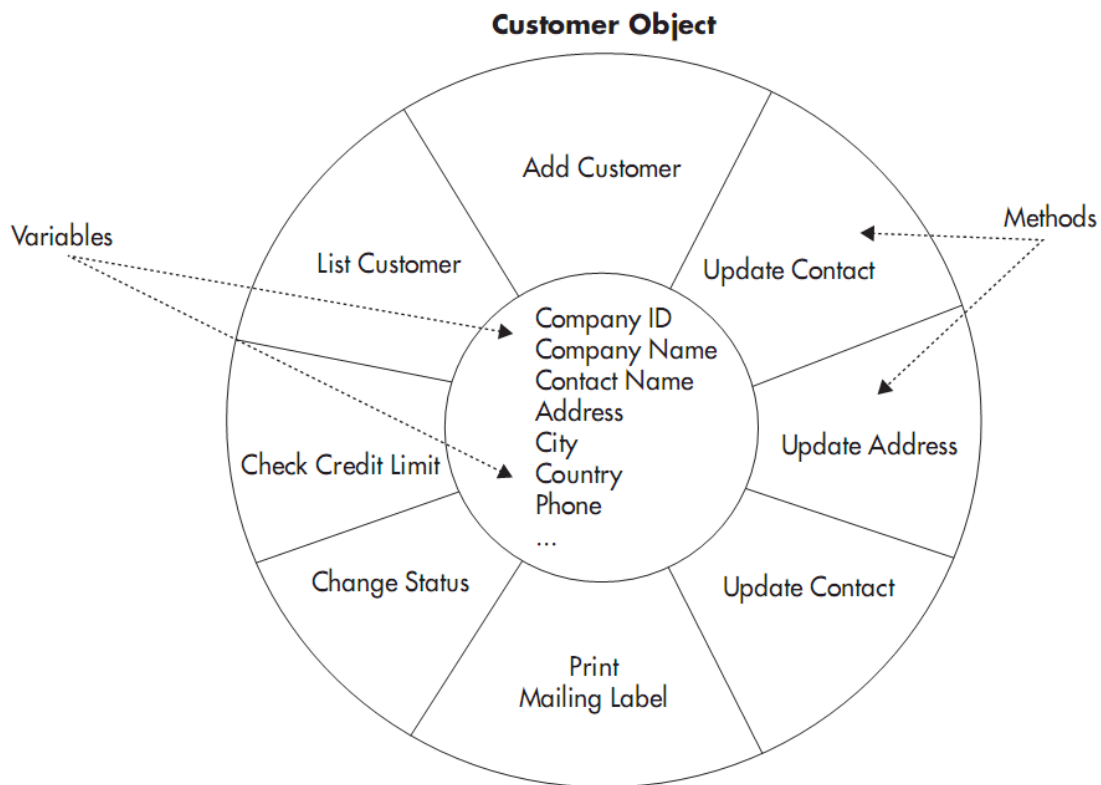 Customer Object
Add Customer
Methods
Variables
List Customer
Update Contact
Company ID
Company Name
Contact Name
Address
City
Country
Phone
...
Check Credit Limit
Update Address
Change Status
Update Contact
Print
Mailing Label